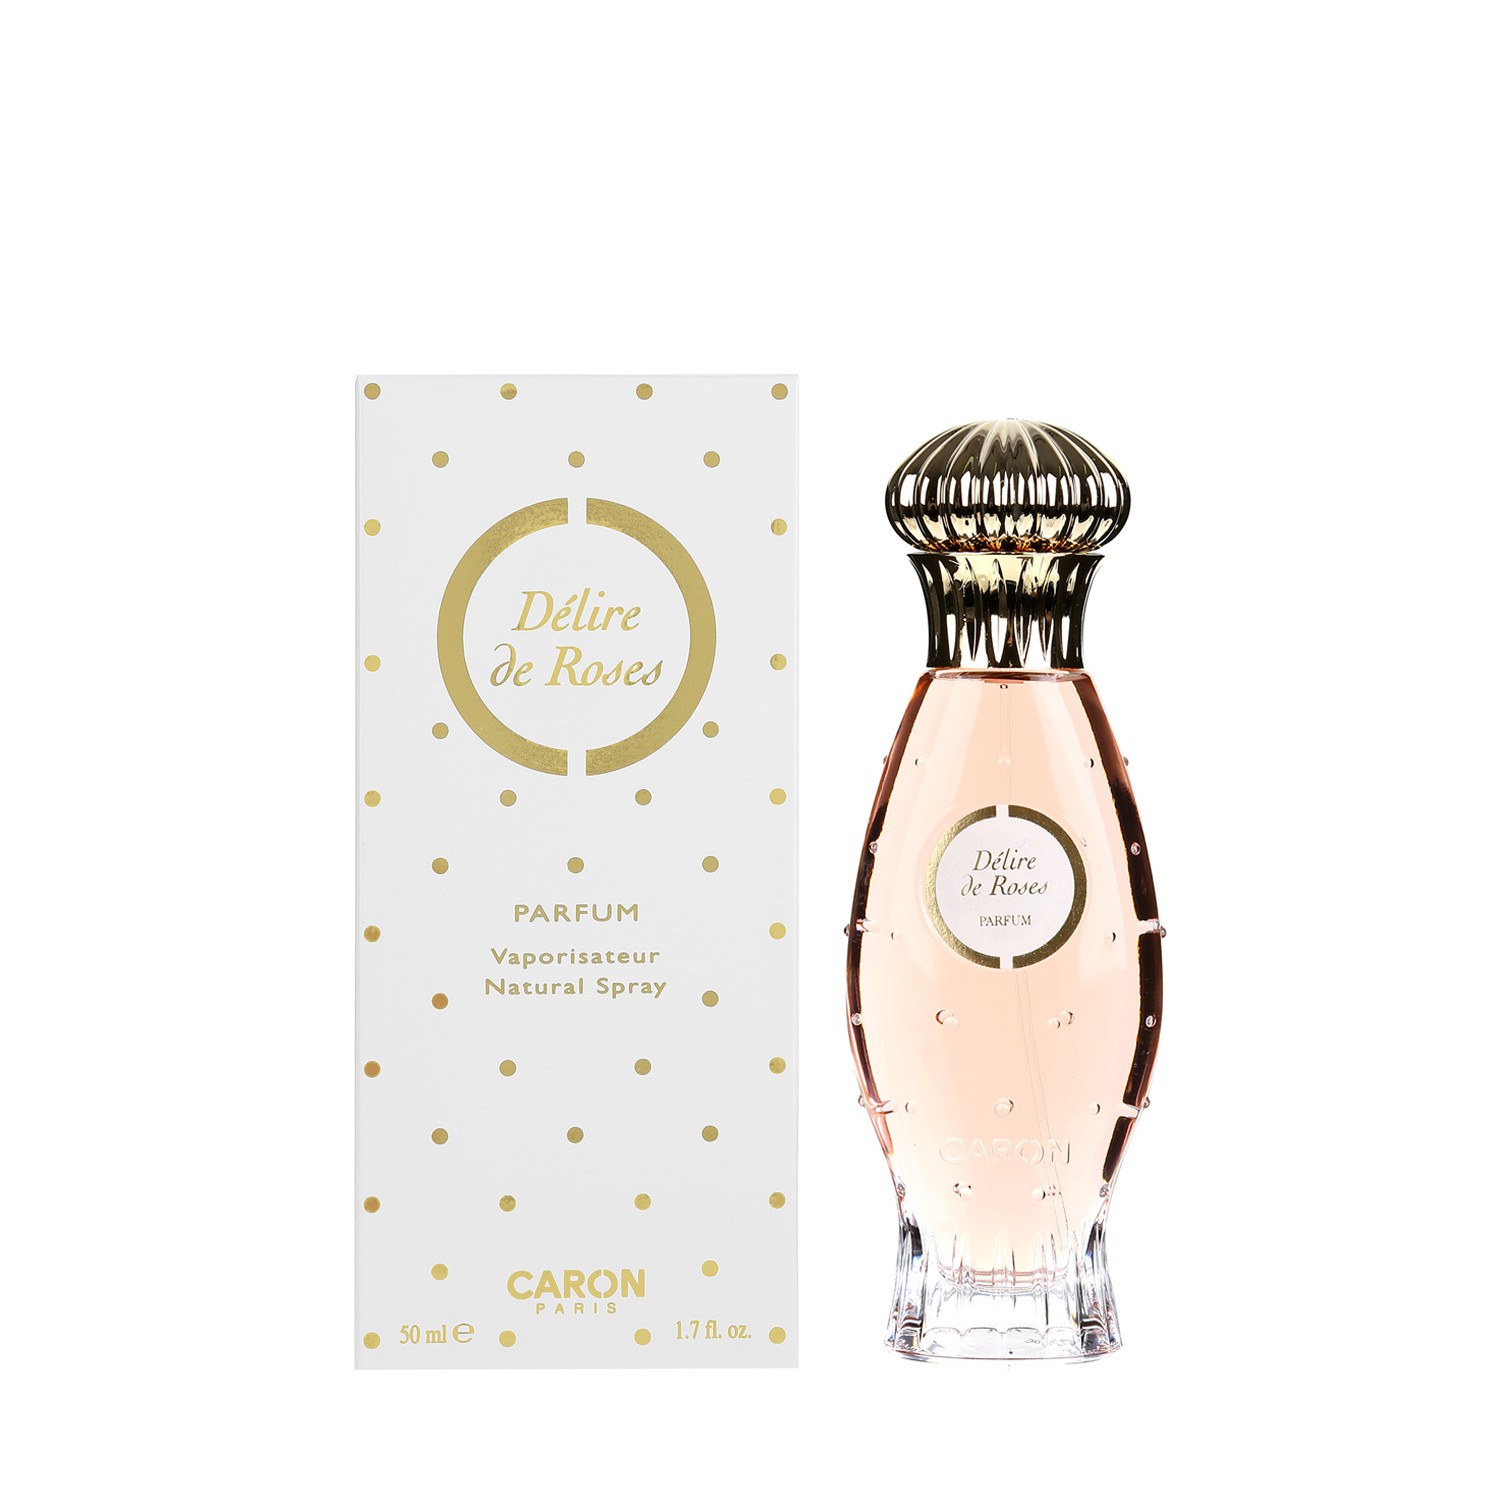 Délire
de Roses
PARFUM
Vaporisateur
Natural Spray
CARON
PARIS
50 ml ℮
1.7 fl. oz.
Délire
de Roses
PARFUM
CARON